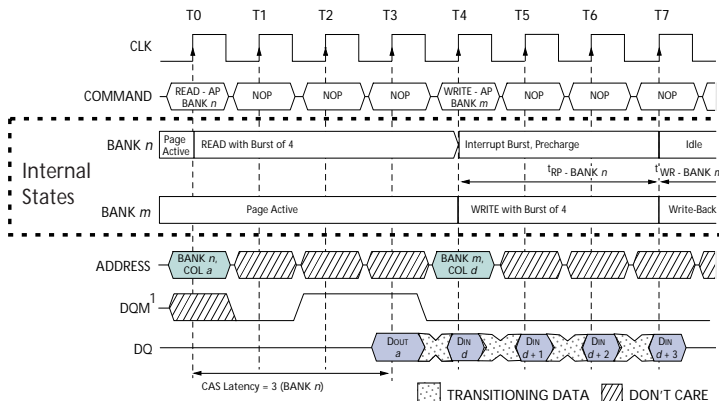 T0 T1 T2 T3 T4 T5 T6 T7
CLK
COMMAND
READ - AP
BANK n
NOP
NOP
NOP
WRITE - AP
BANK m
NOP
NOP
NOP
Internal
States
BANK n
Page
Active
READ with Burst of 4
Interrupt Burst, Precharge
Idle
tRP - BANK n
tWR - BANK m
BANK m
Page Active
WRITE with Burst of 4
Write-Back
ADDRESS
BANK n,
COL a
BANK m,
COL d
DQM1
DQ
DOUT
a
DIN
d
DIN
d + 1
DIN
d + 2
DIN
d + 3
CAS Latency = 3 (BANK n)
TRANSITIONING DATA
DON'T CARE